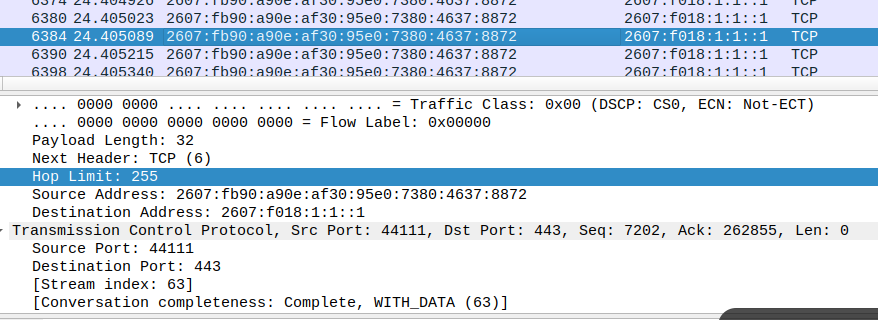 6374 24.404926 2607:fb90:a90e:af30:95e0:7380:4637:8872 2607:f018:1:1::1 TCP
6380 24.405023 2607:fb90:a90e:af30:95e0:7380:4637:8872 2607:f018:1:1::1 TCP
6384 24.405089 2607:fb90:a90e:af30:95e0:7380:4637:8872 2607:f018:1:1::1 TCP
6390 24.405215 2607:fb90:a90e:af30:95e0:7380:4637:8872 2607:f018:1:1::1 TCP
6398 24.405340 2607:fb90:a90e:af30:95e0:7380:4637:8872 2607:f018:1:1::1 TCP
.... 0000 0000 .... .... .... .... .... = Traffic Class: 0x00 (DSCP: CS0, ECN: Not-ECT)
.... 0000 0000 0000 0000 0000 = Flow Label: 0x00000
Payload Length: 32
Next Header: TCP (6)
Hop Limit: 255
Source Address: 2607:fb90:a90e:af30:95e0:7380:4637:8872
Destination Address: 2607:f018:1:1::1
Transmission Control Protocol, Src Port: 44111, Dst Port: 443, Seq: 7202, Ack: 262855, Len: 0
Source Port: 44111
Destination Port: 443
[Stream index: 63]
[Conversation completeness: Complete, WITH_DATA (63)]